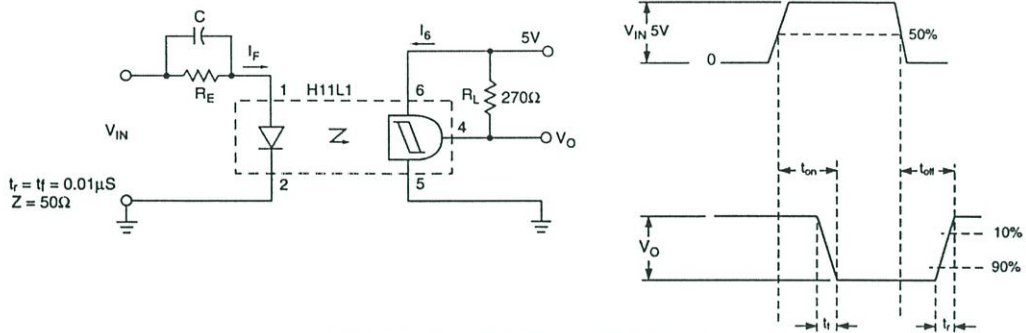 C
I_F
R_E
V_IN
t_r = tf = 0.01µS
Z = 50Ω
1
H11L1
2
I_6
5V
6
R_L
270Ω
4
V_O
5
V_IN 5V
0
50%
t_on
t_off
V_O
10%
90%
t_f
t_r